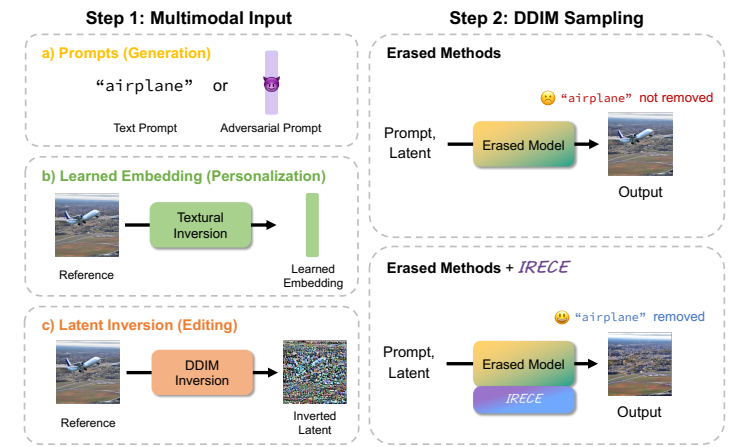 Step 1: Multimodal Input
a) Prompts (Generation)
“airplane” or
Text Prompt
Adversarial Prompt
b) Learned Embedding (Personalization)
Textural
Inversion
Reference
Learned
Embedding
c) Latent Inversion (Editing)
DDIM
Inversion
Reference
Inverted
Latent
Step 2: DDIM Sampling
Erased Methods
“airplane” not removed
Prompt,
Latent
Erased Model
Output
Erased Methods + IRECE
“airplane” removed
Prompt,
Latent
Erased Model
IRECE
Output